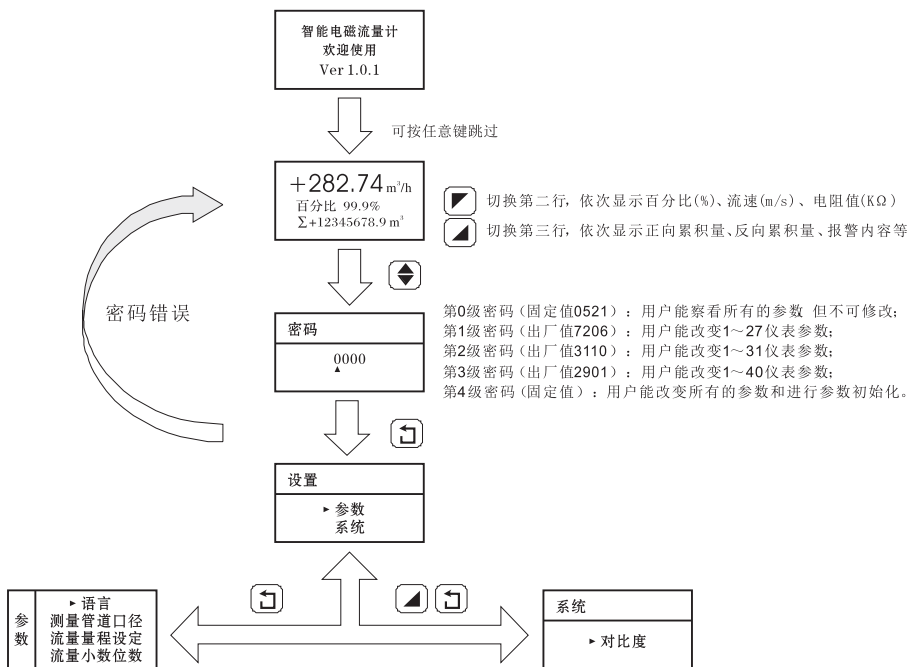 智能电磁流量计
欢迎使用
Ver 1.0.1
可按任意键跳过
+282.74 m³/h
百分比 99.9%
Σ+12345678.9 m³
切换第二行，依次显示百分比(%)、流速(m/s)、电阻值(KΩ)
切换第三行，依次显示正向累积量、反向累积量、报警内容等
密码错误
密码
0000
第0级密码（固定值0521）：用户能察看所有的参数 但不可修改;
第1级密码（出厂值7206）：用户能改变1～27仪表参数;
第2级密码（出厂值3110）：用户能改变1～31仪表参数;
第3级密码（出厂值2901）：用户能改变1～40仪表参数;
第4级密码（固定值）：用户能改变所有的参数和进行参数初始化。
设置
▸ 参数
系统
参数
▸ 语言
测量管道口径
流量量程设定
流量小数位数
系统
▸ 对比度